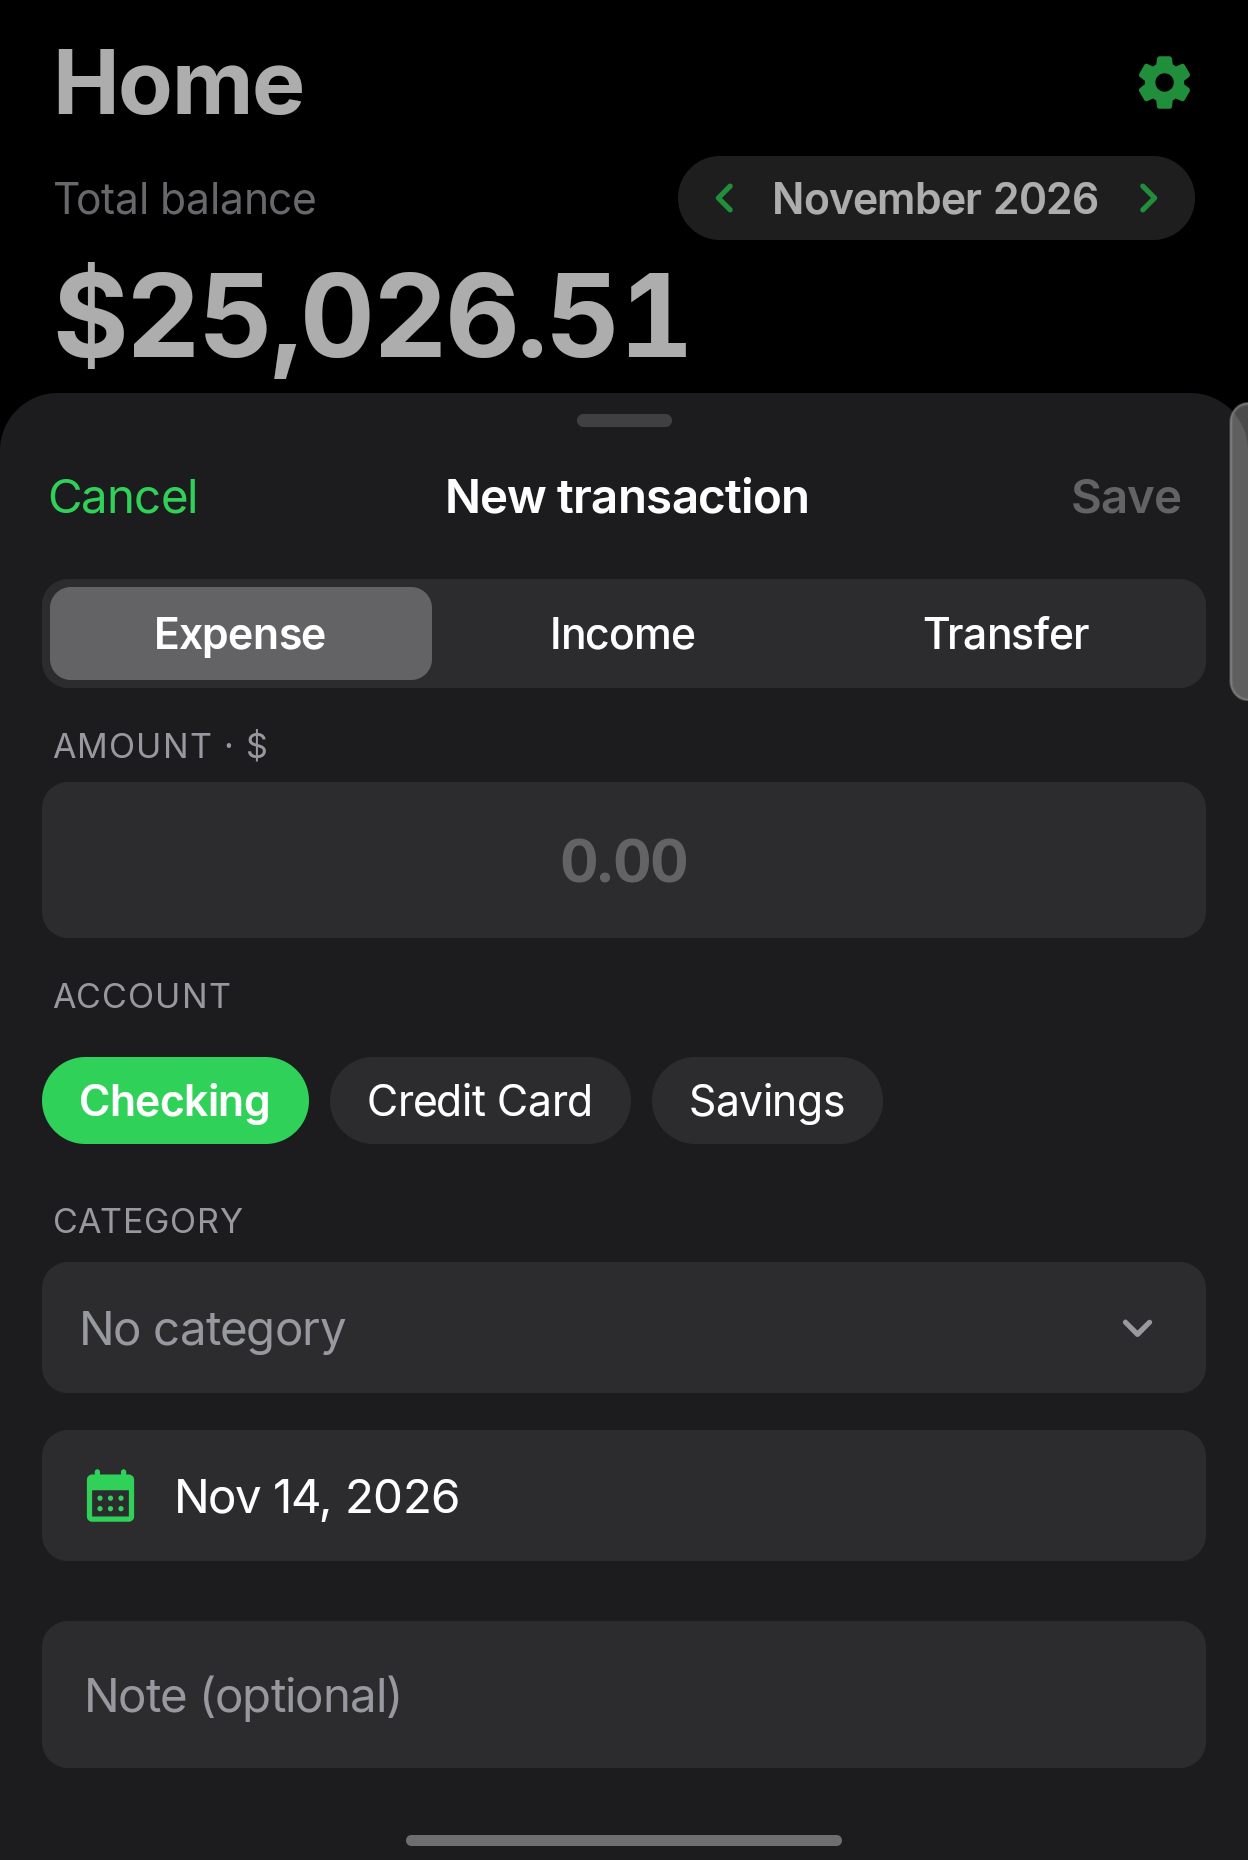 Home
Total balance
November 2026
$25,026.51
Cancel
New transaction
Save
Expense
Income
Transfer
AMOUNT · $
0.00
ACCOUNT
Checking
Credit Card
Savings
CATEGORY
No category
Nov 14, 2026
Note (optional)